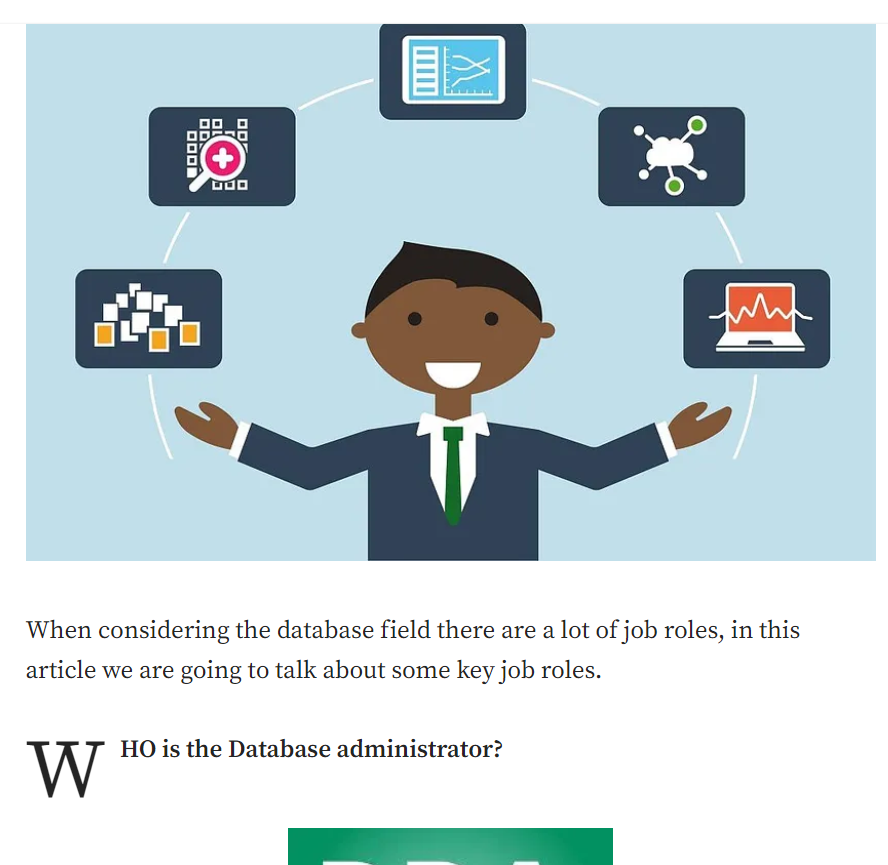 When considering the database field there are a lot of job roles, in this
article we are going to talk about some key job roles.
WHO is the Database administrator?